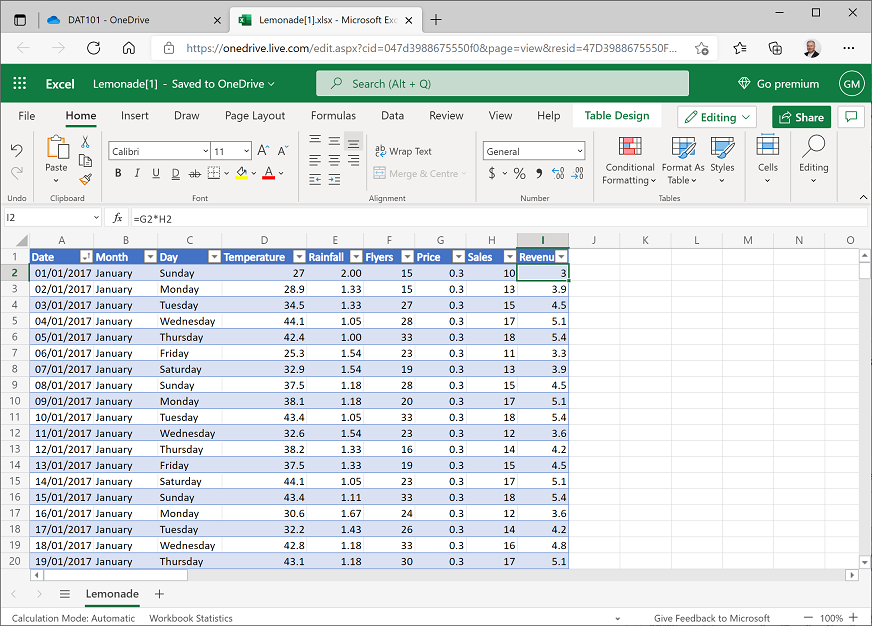 DAT101 - OneDrive Lemonade[1].xlsx - Microsoft Exc
https://onedrive.live.com/edit.aspx?cid=047d3988675550f0&page=view&resid=47D3988675550F...
Excel Lemonade[1] - Saved to OneDrive Search (Alt + Q) Go premium GM
File Home Insert Draw Page Layout Formulas Data Review View Help Table Design Editing Share
Calibri 11 A A Wrap Text General Conditional Format As Styles Cells Editing
Paste B I U D ab A Merge & Centre $ % Formatting Table
Undo Clipboard Font Alignment Number Tables
I2 fx =G2*H2
A B C D E F G H I J K L M N O
1 Date Month Day Temperature Rainfall Flyers Price Sales Revenu
2 01/01/2017 January Sunday 27 2.00 15 0.3 10 3
3 02/01/2017 January Monday 28.9 1.33 15 0.3 13 3.9
4 03/01/2017 January Tuesday 34.5 1.33 27 0.3 15 4.5
5 04/01/2017 January Wednesday 44.1 1.05 28 0.3 17 5.1
6 05/01/2017 January Thursday 42.4 1.00 33 0.3 18 5.4
7 06/01/2017 January Friday 25.3 1.54 23 0.3 11 3.3
8 07/01/2017 January Saturday 32.9 1.54 19 0.3 13 3.9
9 08/01/2017 January Sunday 37.5 1.18 28 0.3 15 4.5
10 09/01/2017 January Monday 38.1 1.18 20 0.3 17 5.1
11 10/01/2017 January Tuesday 43.4 1.05 33 0.3 18 5.4
12 11/01/2017 January Wednesday 32.6 1.54 23 0.3 12 3.6
13 12/01/2017 January Thursday 38.2 1.33 16 0.3 14 4.2
14 13/01/2017 January Friday 37.5 1.33 19 0.3 15 4.5
15 14/01/2017 January Saturday 44.1 1.05 23 0.3 17 5.1
16 15/01/2017 January Sunday 43.4 1.11 33 0.3 18 5.4
17 16/01/2017 January Monday 30.6 1.67 24 0.3 12 3.6
18 17/01/2017 January Tuesday 32.2 1.43 26 0.3 14 4.2
19 18/01/2017 January Wednesday 42.8 1.18 33 0.3 16 4.8
20 19/01/2017 January Thursday 43.1 1.18 30 0.3 17 5.1
Lemonade
Calculation Mode: Automatic Workbook Statistics Give Feedback to Microsoft 100%